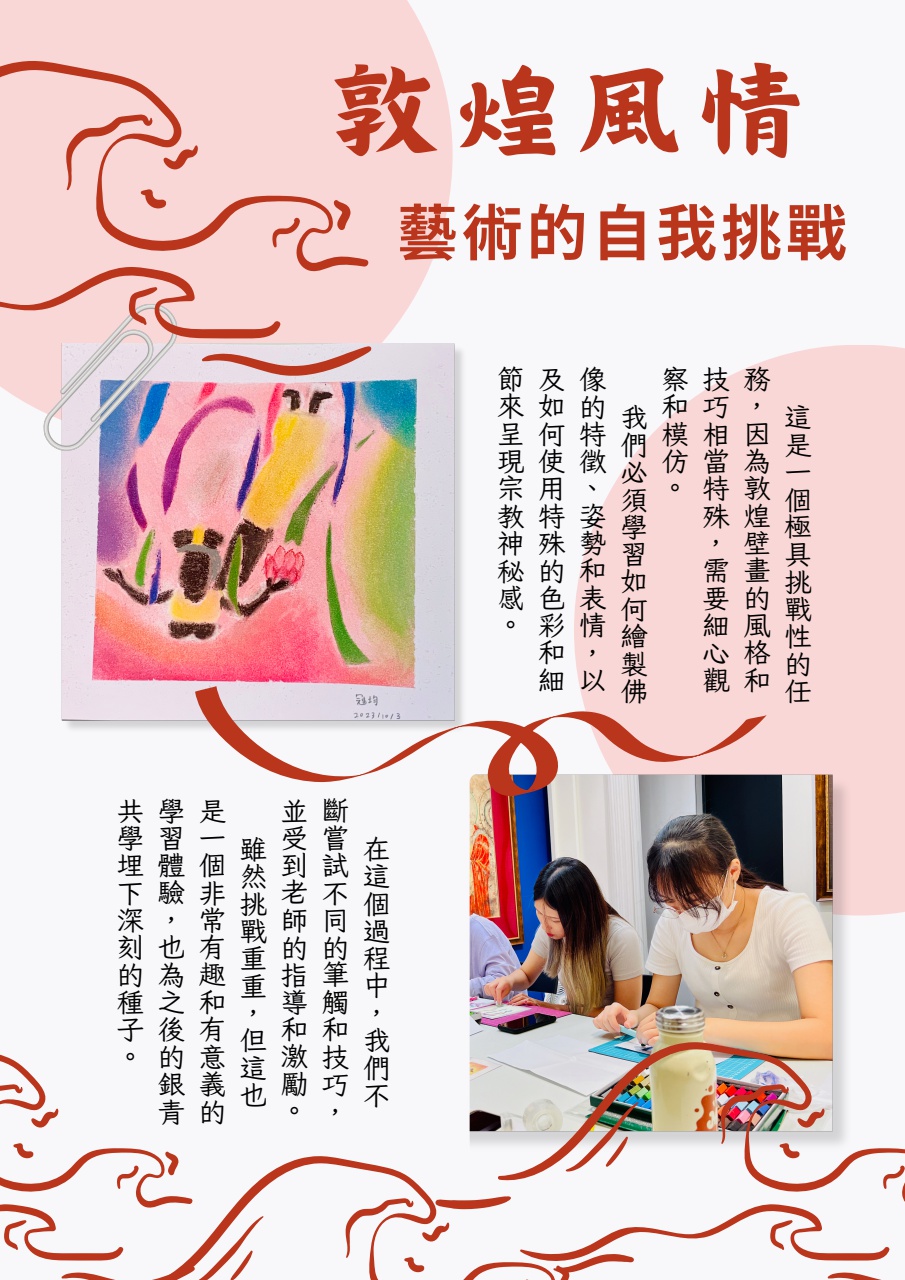 敦煌風情
藝術的自我挑戰
這是一個極具挑戰性的任
務，因為敦煌壁畫的風格和
技巧相當特殊，需要細心觀
察和模仿。
我們必須學習如何繪製佛
像的特徵、姿勢和表情，以
及如何使用特殊的色彩和細
節來呈現宗教神秘感。
2023/10/3
在這個過程中，我們不
斷嘗試不同的筆觸和技巧，
並受到老師的指導和激勵。
雖然挑戰重重，但這也
是一個非常有趣和有意義的
學習體驗，也為之後的銀青
共學埋下深刻的種子。